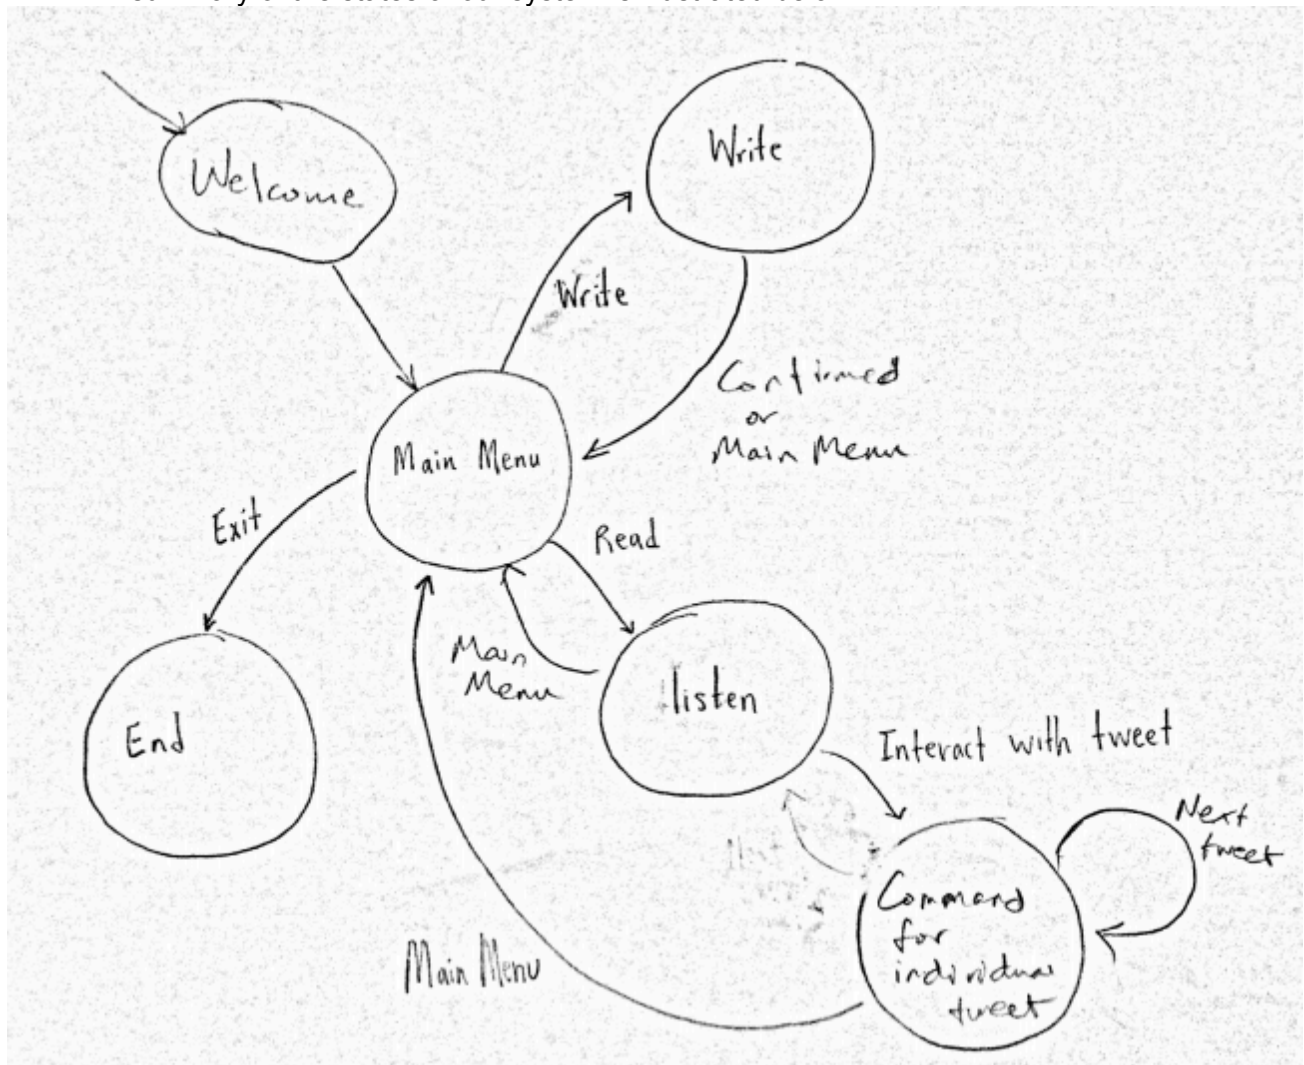 Welcome
Write
Write
Confirmed
or
Main Menu
Main Menu
Exit
Read
Main
Menu
listen
End
Interact with tweet
Next
tweet
Command
for
individual
tweet
Main Menu